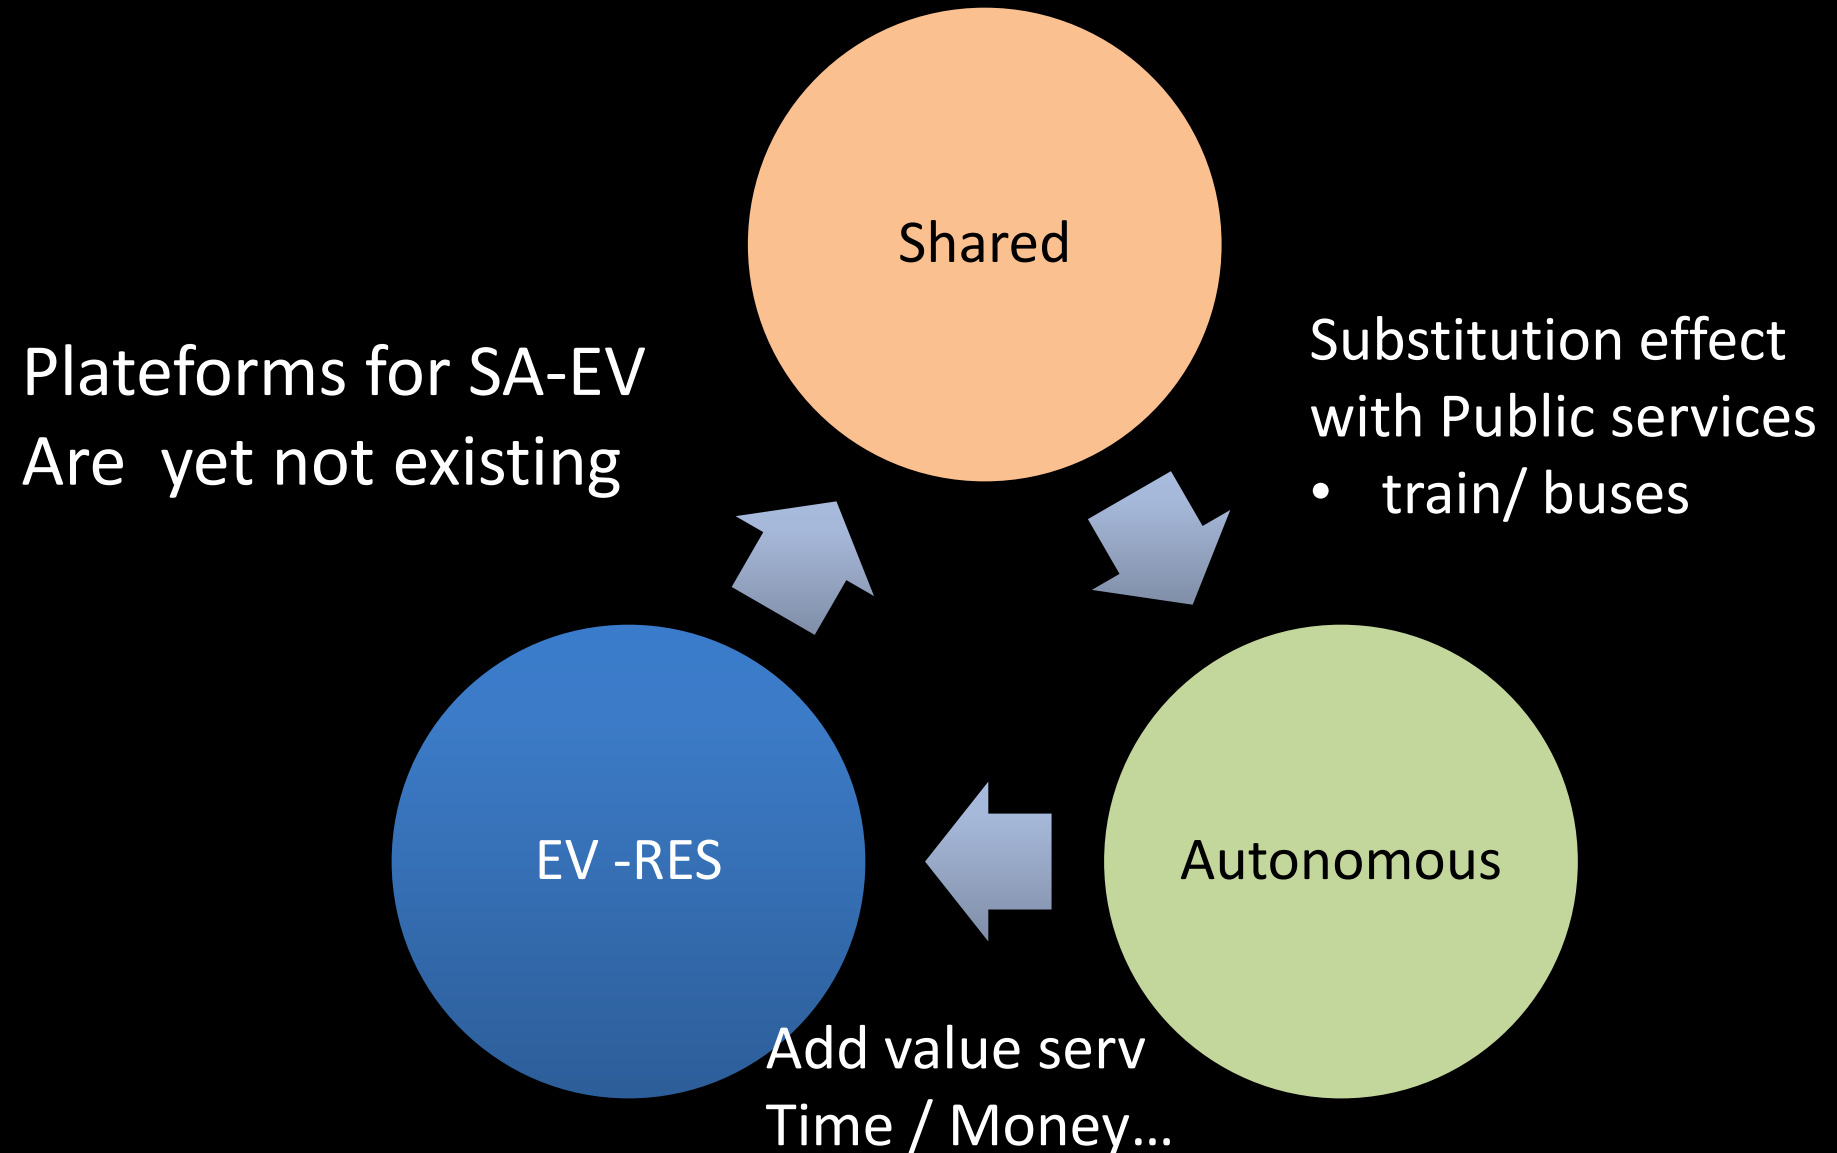 Shared
Plateforms for SA-EV
Are  yet not existing
Substitution effect
with Public services
• train/ buses
EV -RES
Autonomous
Add value serv
Time / Money...